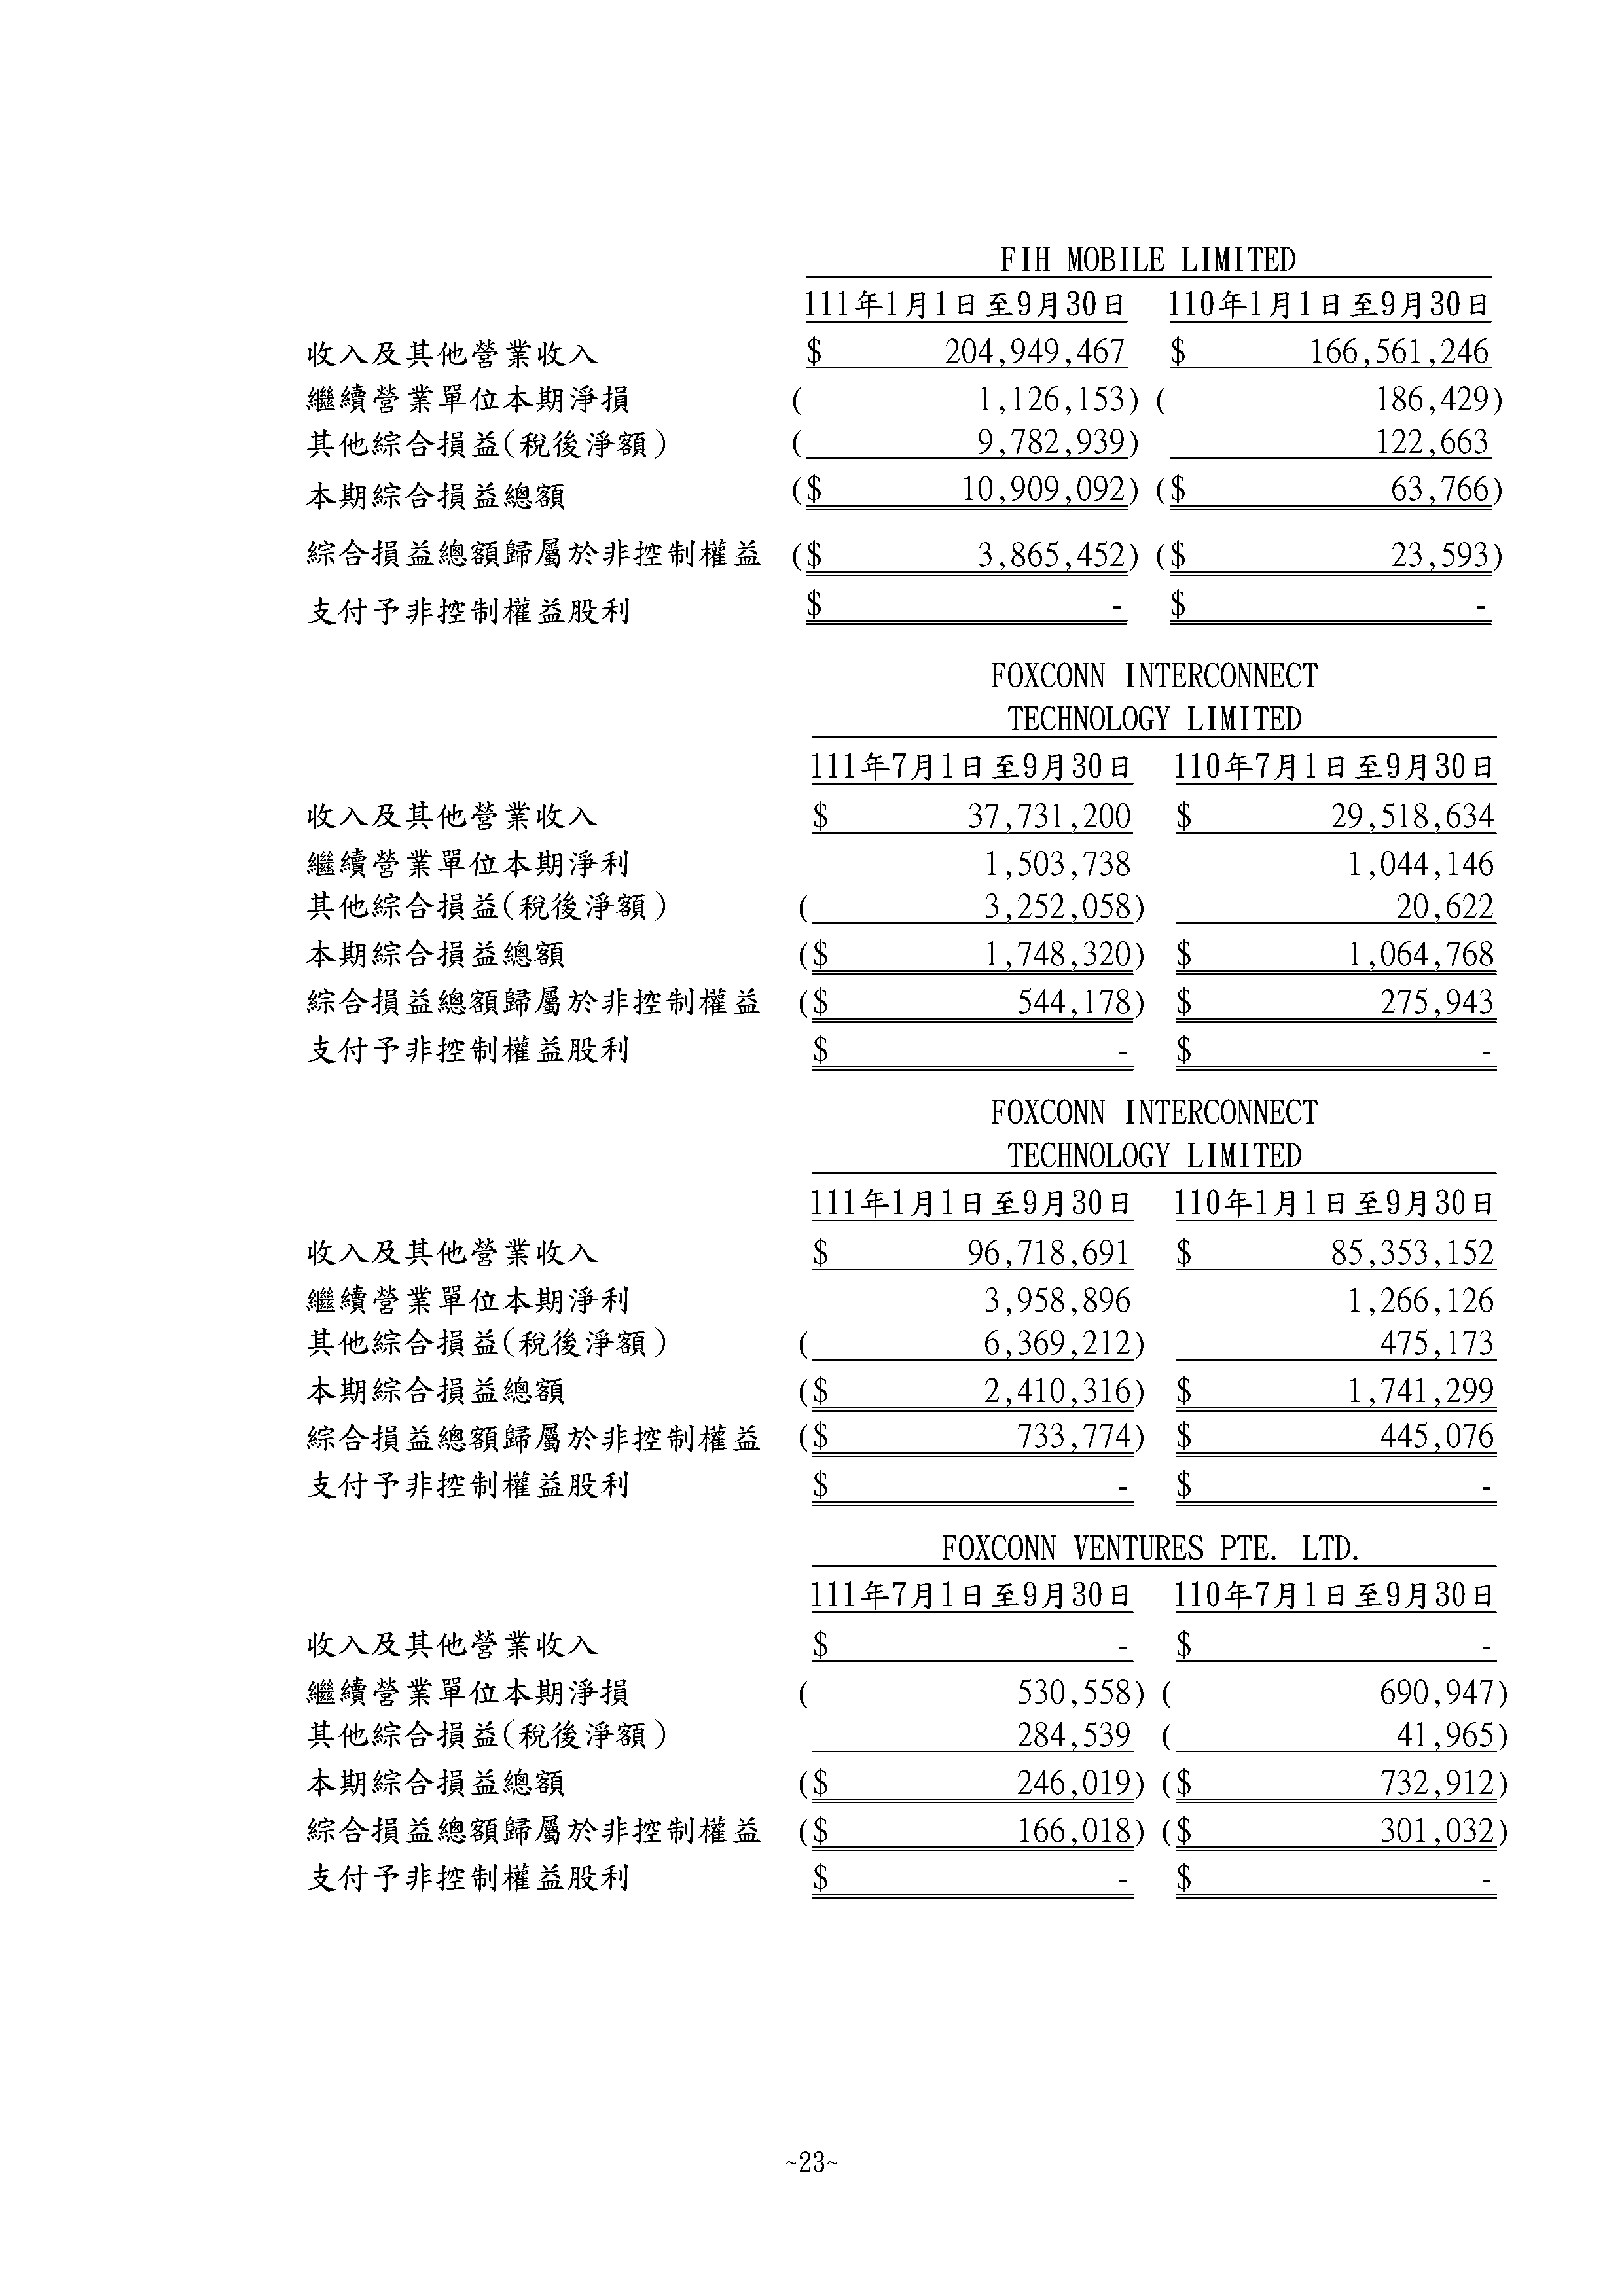 FIH MOBILE LIMITED
111年1月1日至9月30日 110年1月1日至9月30日
收入及其他營業收入 $ 204,949,467 $ 166,561,246
繼續營業單位本期淨損 ( 1,126,153) ( 186,429)
其他綜合損益(稅後淨額) ( 9,782,939) 122,663
本期綜合損益總額 ($ 10,909,092) ($ 63,766)
綜合損益總額歸屬於非控制權益 ($ 3,865,452) ($ 23,593)
支付予非控制權益股利 $ - $ -
FOXCONN INTERCONNECT
TECHNOLOGY LIMITED
111年7月1日至9月30日 110年7月1日至9月30日
收入及其他營業收入 $ 37,731,200 $ 29,518,634
繼續營業單位本期淨利 1,503,738 1,044,146
其他綜合損益(稅後淨額) ( 3,252,058) 20,622
本期綜合損益總額 ($ 1,748,320) $ 1,064,768
綜合損益總額歸屬於非控制權益 ($ 544,178) $ 275,943
支付予非控制權益股利 $ - $ -
FOXCONN INTERCONNECT
TECHNOLOGY LIMITED
111年1月1日至9月30日 110年1月1日至9月30日
收入及其他營業收入 $ 96,718,691 $ 85,353,152
繼續營業單位本期淨利 3,958,896 1,266,126
其他綜合損益(稅後淨額) ( 6,369,212) 475,173
本期綜合損益總額 ($ 2,410,316) $ 1,741,299
綜合損益總額歸屬於非控制權益 ($ 733,774) $ 445,076
支付予非控制權益股利 $ - $ -
FOXCONN VENTURES PTE. LTD.
111年7月1日至9月30日 110年7月1日至9月30日
收入及其他營業收入 $ - $ -
繼續營業單位本期淨損 ( 530,558) ( 690,947)
其他綜合損益(稅後淨額) 284,539 ( 41,965)
本期綜合損益總額 ($ 246,019) ($ 732,912)
綜合損益總額歸屬於非控制權益 ($ 166,018) ($ 301,032)
支付予非控制權益股利 $ - $ -
~23~